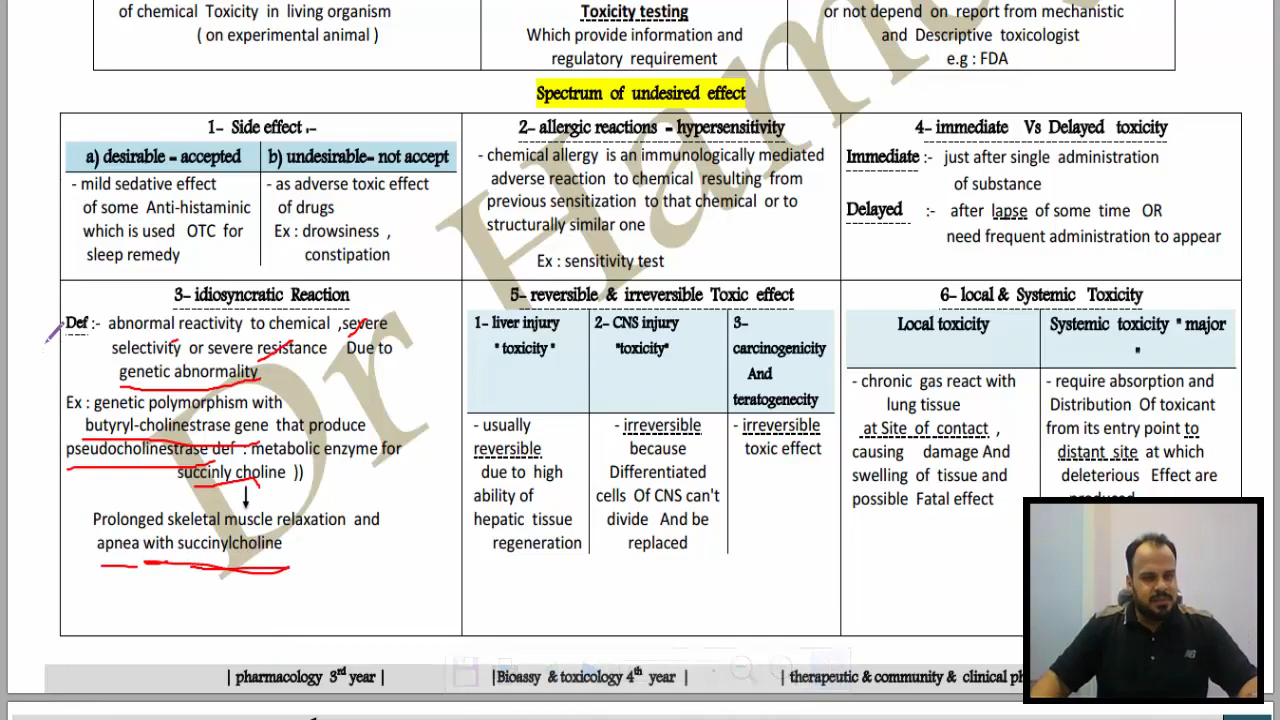 of chemical Toxicity in living organism
( on experimental animal )
Toxicity testing
Which provide information and
regulatory requirement
or not depend on report from mechanistic
and Descriptive toxicologist
e.g : FDA
Spectrum of undesired effect
1- Side effect :-
a) desirable = accepted
b) undesirable= not accept
- mild sedative effect
of some Anti-histaminic
which is used OTC for
sleep remedy
- as adverse toxic effect
of drugs
Ex : drowsiness ,
constipation
2- allergic reactions = hypersensitivity
- chemical allergy is an immunologically mediated
adverse reaction to chemical resulting from
previous sensitization to that chemical or to
structurally similar one
Ex : sensitivity test
4- immediate Vs Delayed toxicity
Immediate :- just after single administration
of substance
Delayed :- after lapse of some time OR
need frequent administration to appear
3- idiosyncratic Reaction
Def :- abnormal reactivity to chemical ,severe
selectivity or severe resistance Due to
genetic abnormality
Ex : genetic polymorphism with
butyryl-cholinestrase gene that produce
pseudocholinestrase def : metabolic enzyme for
succinly choline ))
Prolonged skeletal muscle relaxation and
apnea with succinylcholine
5- reversible & irreversible Toxic effect
1- liver injury
" toxicity "
2- CNS injury
"toxicity"
3-
carcinogenicity
And
teratogenecity
- usually
reversible
due to high
ability of
hepatic tissue
regeneration
- irreversible
because
Differentiated
cells Of CNS can't
divide And be
replaced
- irreversible
toxic effect
6- local & Systemic Toxicity
Local toxicity
Systemic toxicity " major
"
- chronic gas react with
lung tissue
at Site of contact ,
causing damage And
swelling of tissue and
possible Fatal effect
- require absorption and
Distribution Of toxicant
from its entry point to
distant site at which
deleterious Effect are
produced
Dr Hame
| pharmacology 3rd year |
|Bioassy & toxicology 4th year |
| therapeutic & community & clinical ph